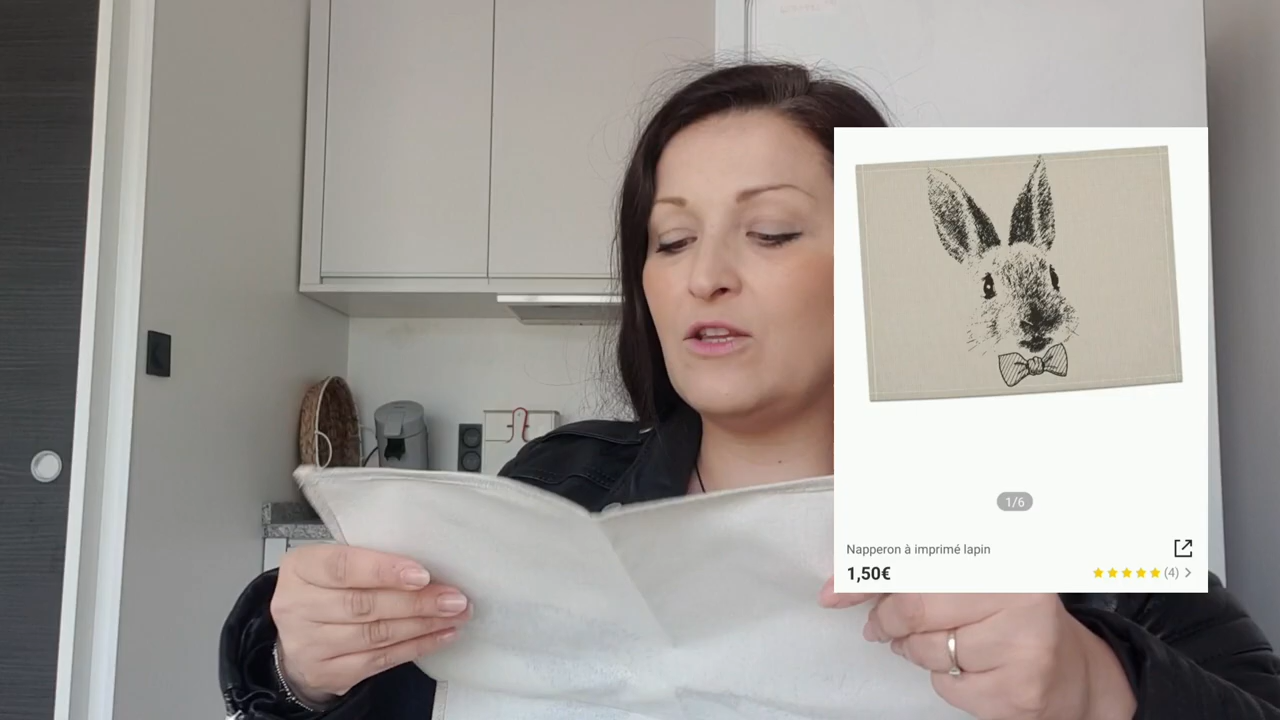 1/6
Napperon à imprimé lapin
1,50€
(4)